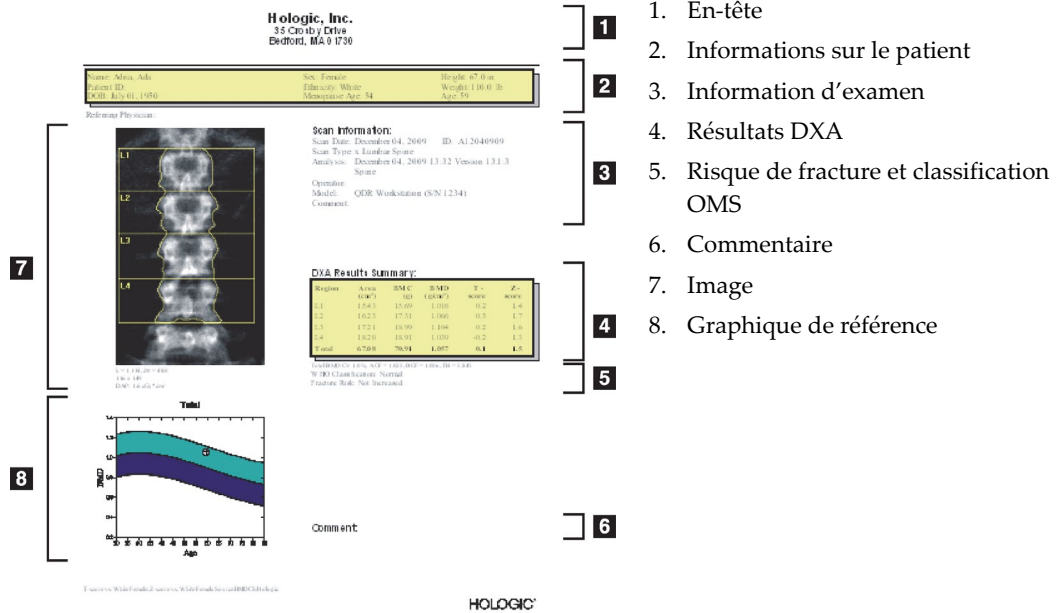 Hologic, Inc.
35 Crosby Drive
Bedford, MA 01730
1
Name: Adna, Ada Sex: Female Height: 67.0 in
Patient ID: Ethnicity: White Weight: 116.0 lb
DOB: July 01, 1950 Menopause Age: 54 Age: 59
2
Referring Physician:
L1
L2
L3
L4
7
Scan Information:
Scan Date: December 04, 2009 ID: A12040909
Scan Type: x Lumbar Spine
Analysis: December 04, 2009 13:32 Version 13.1:3
Spine
Operator:
Model: QDR Workstation (S/N 1234)
Comment:
3
DXA Results Summary:
Region Area (cm²) BMC (g) BMD (g/cm²) T-score Z-score
L1 15.43 15.69 1.016 0.2 1.4
L2 16.23 17.31 1.066 0.3 1.7
L3 17.21 18.99 1.104 0.2 1.6
L4 18.20 18.91 1.039 -0.2 1.3
Total 67.08 70.91 1.057 0.1 1.5
4
WHO Classification: Normal
Fracture Risk: Not Increased
5
Total
BMD
Age
8
Comment:
6
HOLOGIC
1. En-tête
2. Informations sur le patient
3. Information d'examen
4. Résultats DXA
5. Risque de fracture et classification
OMS
6. Commentaire
7. Image
8. Graphique de référence